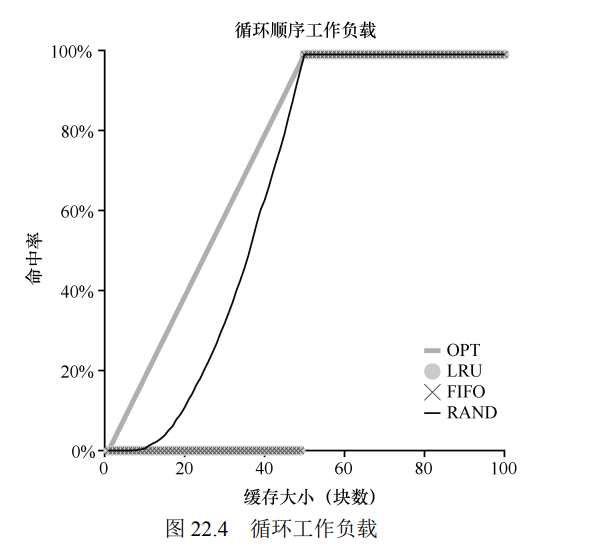 循环顺序工作负载
100%
80%
60%
40%
20%
0%
命中率
OPT
LRU
FIFO
RAND
0 20 40 60 80 100
缓存大小（块数）
图 22.4 循环工作负载